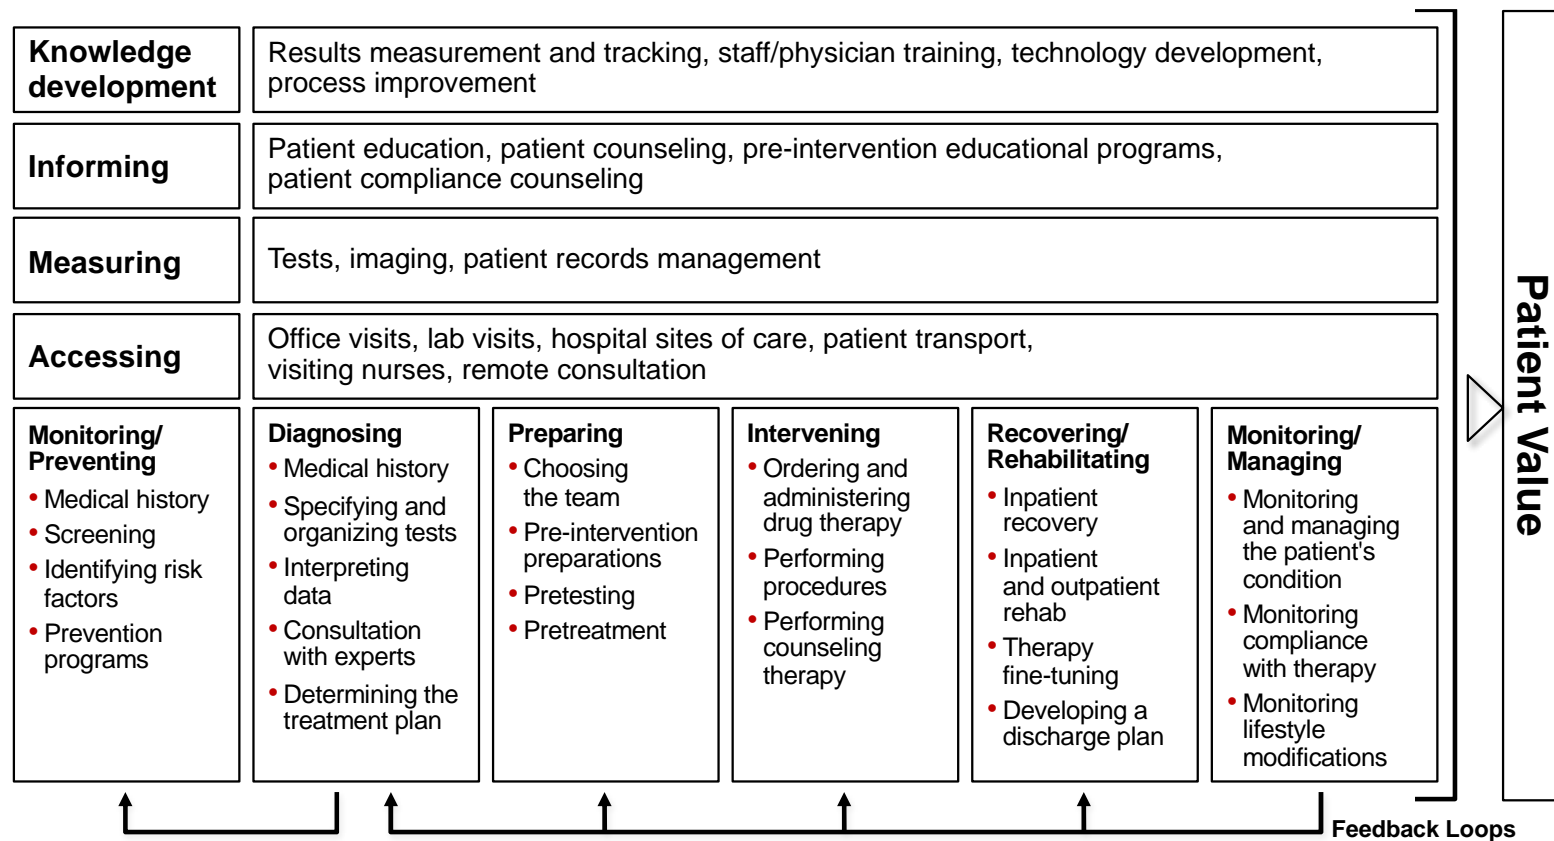 Knowledge
development
Results measurement and tracking, staff/physician training, technology development,
process improvement
Informing
Patient education, patient counseling, pre-intervention educational programs,
patient compliance counseling
Measuring
Tests, imaging, patient records management
Accessing
Office visits, lab visits, hospital sites of care, patient transport,
visiting nurses, remote consultation
Monitoring/
Preventing
• Medical history
• Screening
• Identifying risk
factors
• Prevention
programs
Diagnosing
• Medical history
• Specifying and
organizing tests
• Interpreting
data
• Consultation
with experts
• Determining the
treatment plan
Preparing
• Choosing
the team
• Pre-intervention
preparations
• Pretesting
• Pretreatment
Intervening
• Ordering and
administering
drug therapy
• Performing
procedures
• Performing
counseling
therapy
Recovering/
Rehabilitating
• Inpatient
recovery
• Inpatient
and outpatient
rehab
• Therapy
fine-tuning
• Developing a
discharge plan
Monitoring/
Managing
• Monitoring
and managing
the patient's
condition
• Monitoring
compliance
with therapy
• Monitoring
lifestyle
modifications
Patient Value
Feedback Loops